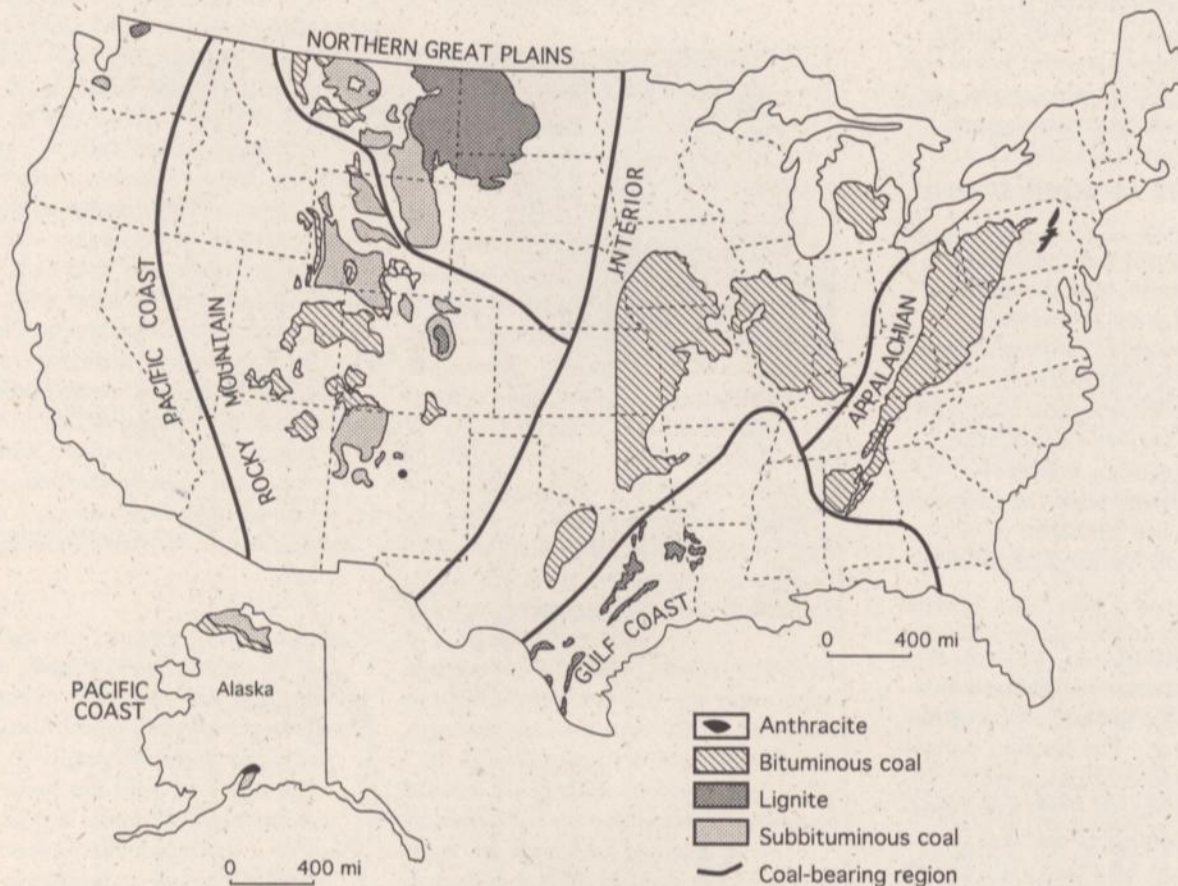 NORTHERN GREAT PLAINS
PACIFIC COAST
ROCKY MOUNTAIN
INTERIOR
APPALACHIAN
GULF COAST
0 400 mi
PACIFIC
COAST
Alaska
0 400 mi
Anthracite
Bituminous coal
Lignite
Subbituminous coal
Coal-bearing region